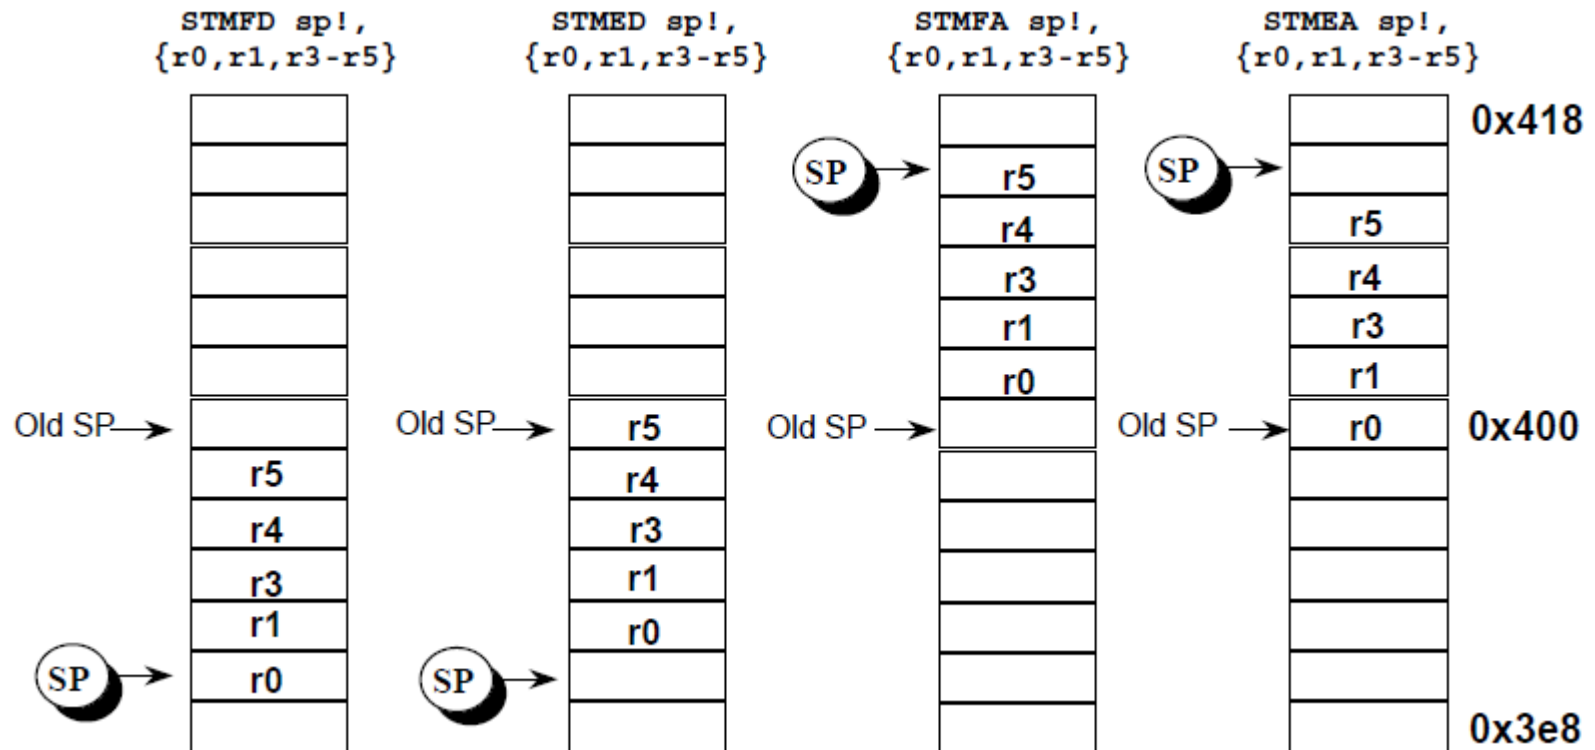 STMFD sp!,
{r0,r1,r3-r5}
STMED sp!,
{r0,r1,r3-r5}
STMFA sp!,
{r0,r1,r3-r5}
STMEA sp!,
{r0,r1,r3-r5}
Old SP
r5
r4
r3
r1
r0
SP
Old SP
r5
r4
r3
r1
r0
SP
SP
r5
r4
r3
r1
r0
Old SP
SP
r5
r4
r3
r1
r0
Old SP
0x418
0x400
0x3e8